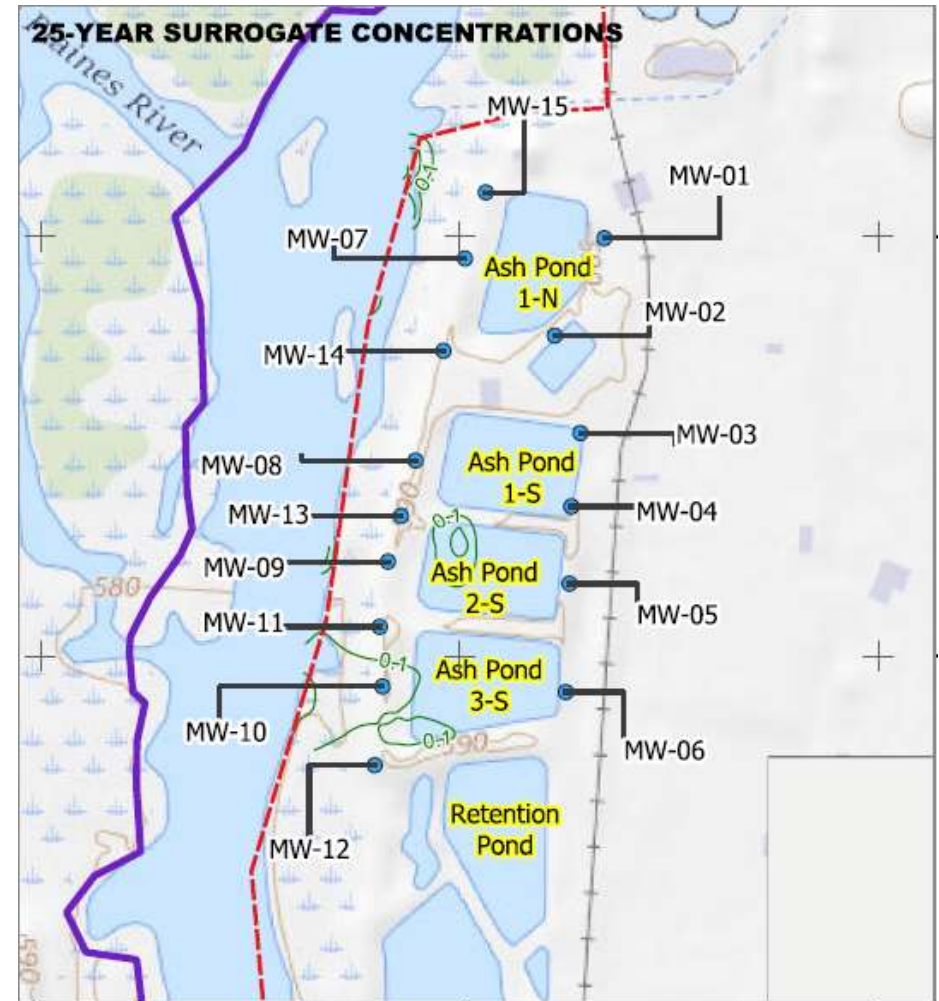 25-YEAR SURROGATE CONCENTRATIONS
Plaines River
MW-15
0-1
MW-01
MW-07
Ash Pond
1-N
MW-02
MW-14
MW-03
MW-08
Ash Pond
1-S
MW-13
MW-04
0-1
MW-09
Ash Pond
2-S
580
MW-05
MW-11
0-1
Ash Pond
3-S
MW-10
0-1
590
MW-06
Retention
Pond
MW-12
590